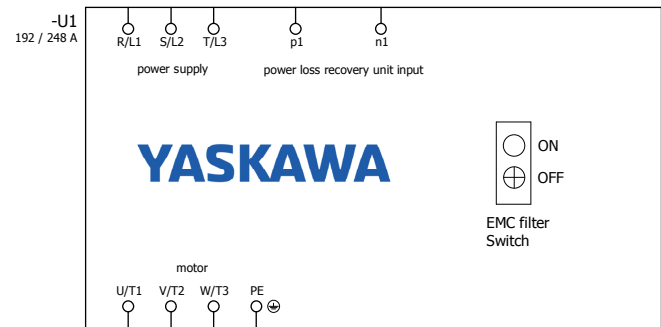 -U1
192 / 248 A
R/L1 S/L2 T/L3 p1 n1
power supply power loss recovery unit input
YASKAWA
ON
OFF
EMC filter
Switch
motor
U/T1 V/T2 W/T3 PE